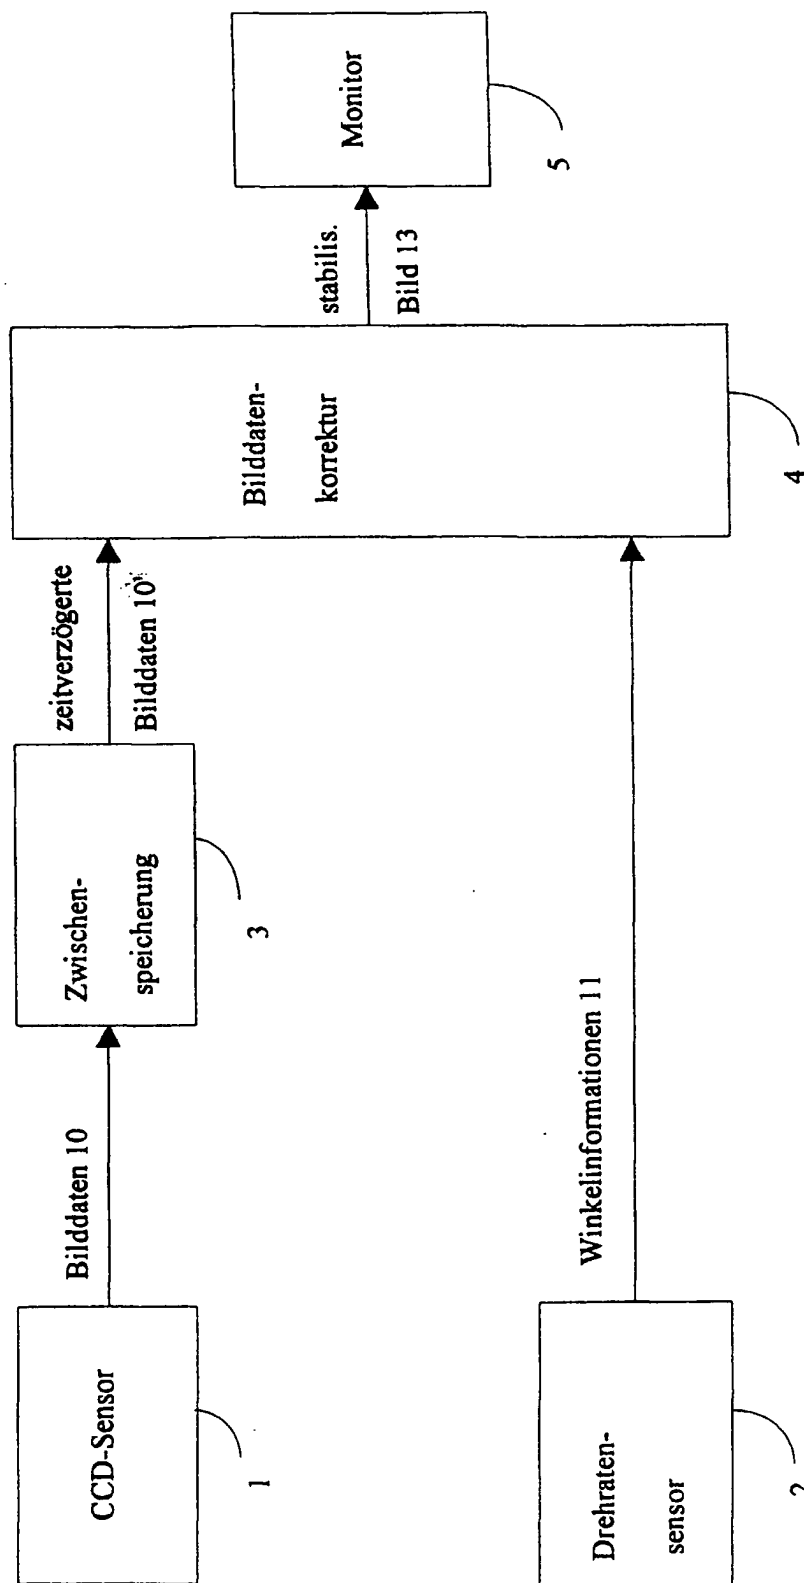 CCD-Sensor
1
Bilddaten 10
Zwischen-
speicherung
3
zeitverzögerte
Bilddaten 10'
Bilddaten-
korrektur
4
stabilis.
Bild 13
Monitor
5
Drehraten-
sensor
2
Winkelinformationen 11